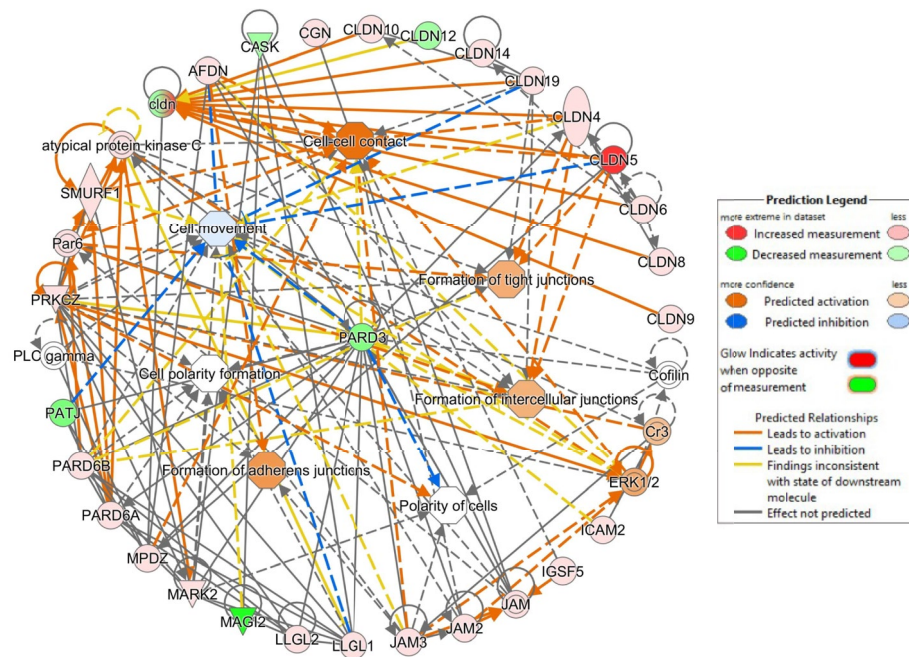 CLDN10
CLDN12
CGN
CASK
CLDN14
AFDN
CLDN19
cldn
CLDN4
Cell-cell contact
atypical protein kinase C
CLDN5
SMURF1
CLDN6
Cell movement
Par6
CLDN8
Formation of tight junctions
PRKCZ
CLDN9
PARD3
PLC gamma
Cell polarity formation
Cofilin
Formation of intercellular junctions
PATJ
Cr3
PARD6B
Formation of adherens junctions
ERK1/2
Polarity of cells
PARD6A
ICAM2
MPDZ
IGSF5
MARK2
JAM
MAGI2
JAM2
LLGL2
LLGL1
JAM3
Prediction Legend
more extreme in dataset less
Increased measurement
Decreased measurement
more confidence less
Predicted activation
Predicted inhibition
Glow Indicates activity
when opposite
of measurement
Predicted Relationships
Leads to activation
Leads to inhibition
Findings inconsistent
with state of downstream
molecule
Effect not predicted